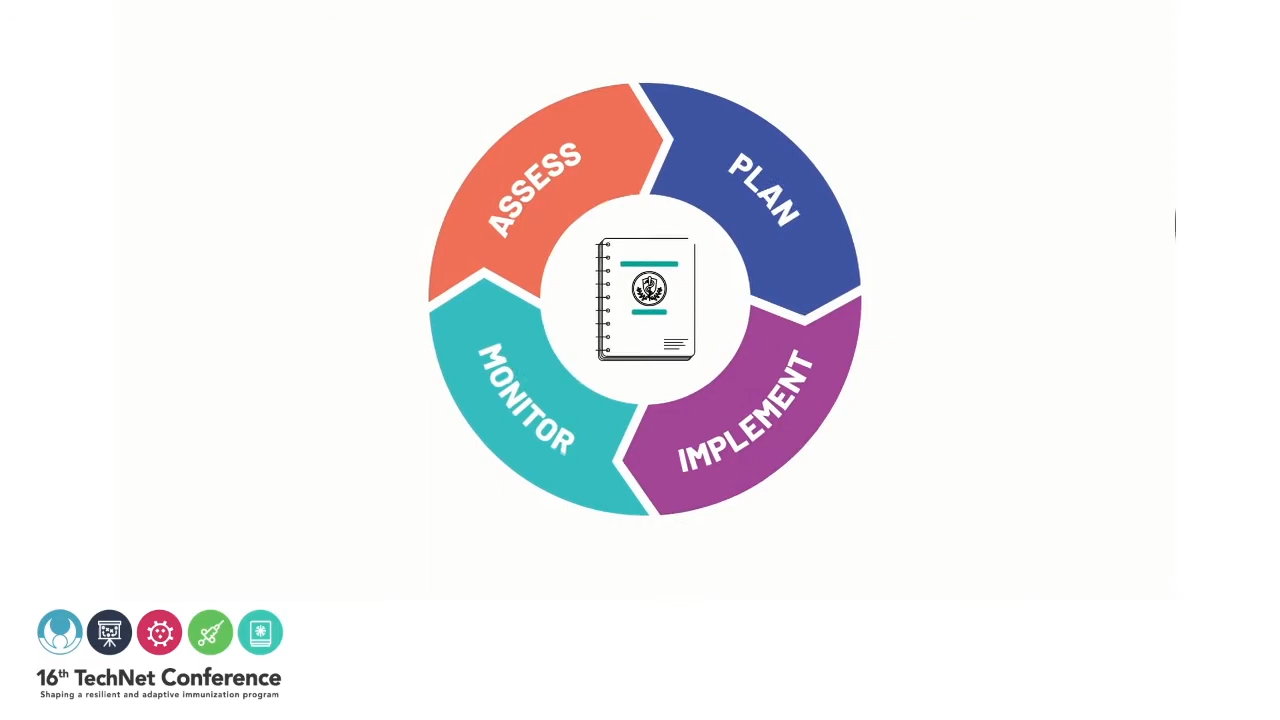 ASSESS
PLAN
MONITOR
IMPLEMENT
16th TechNet Conference
Shaping a resilient and adaptive immunization program